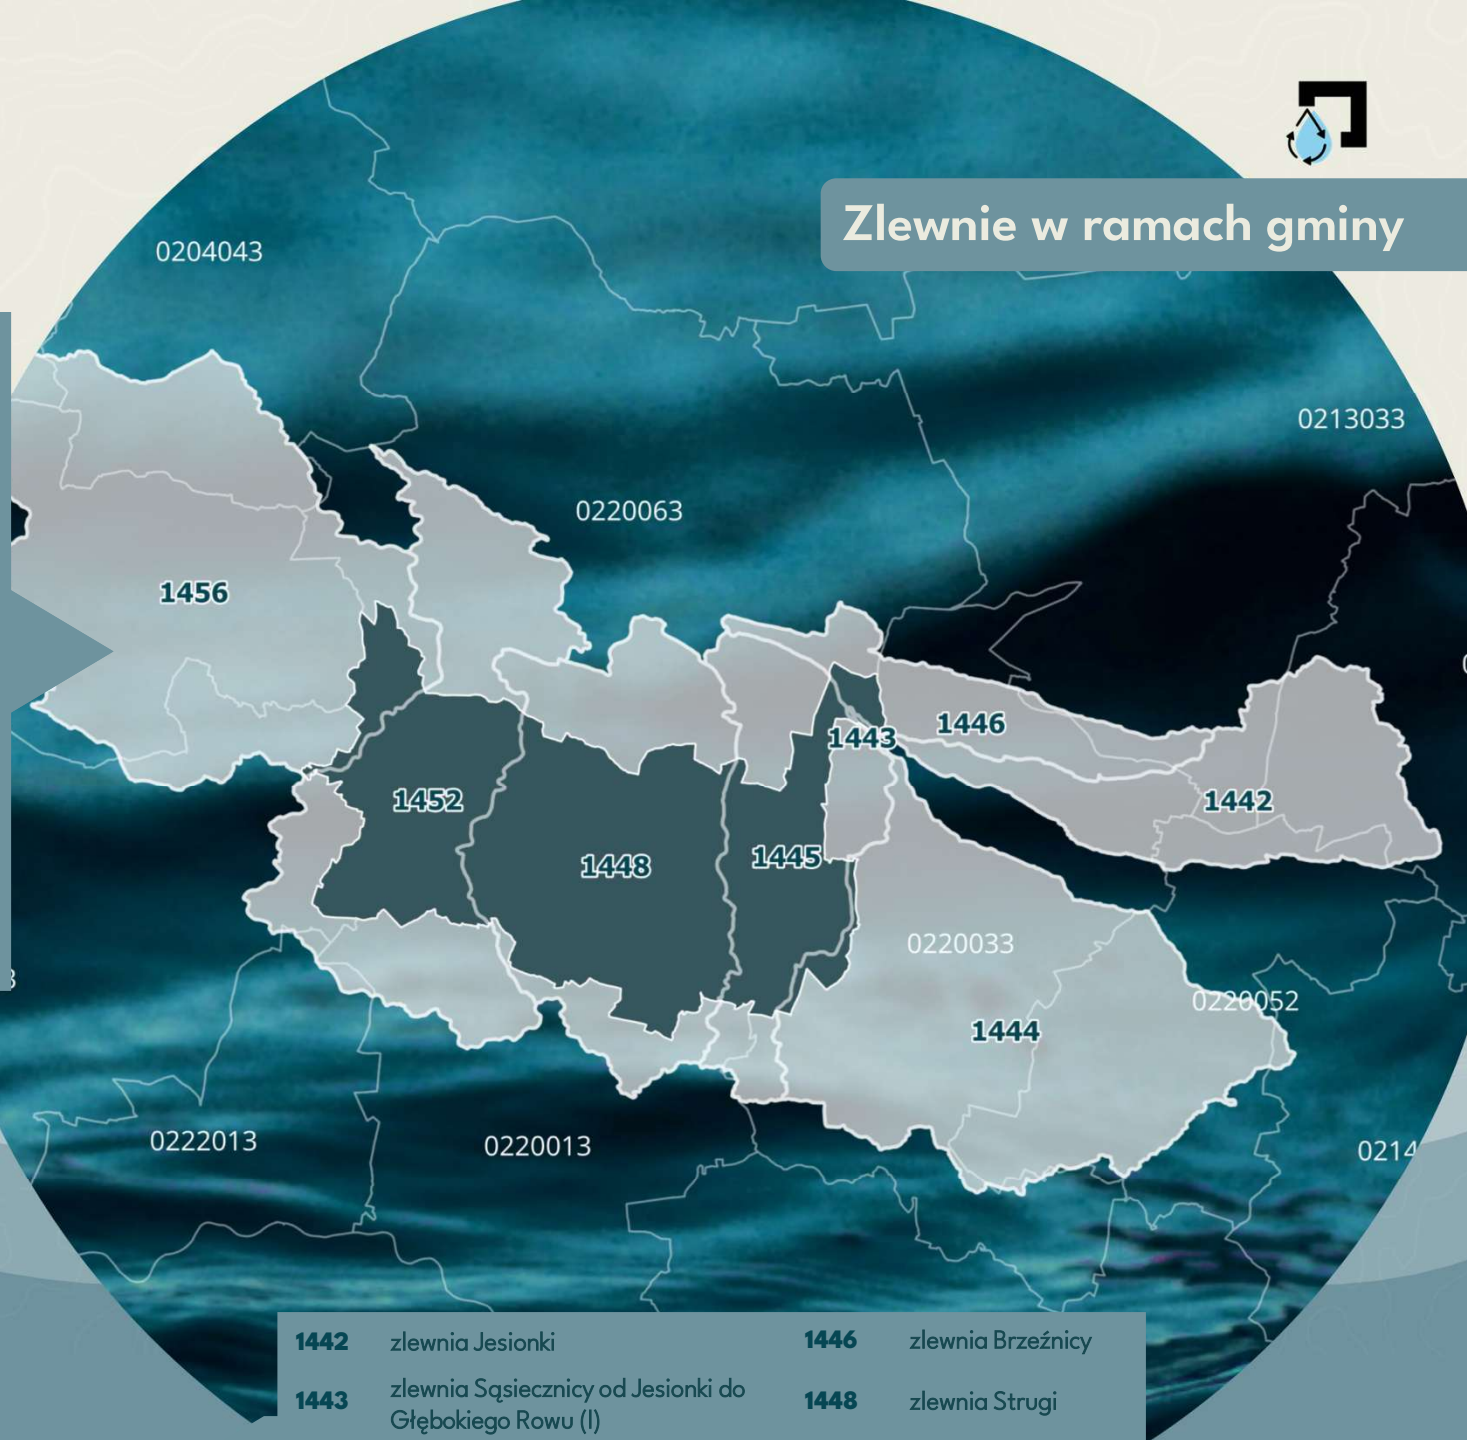 Zlewnie w ramach gminy
0204043
0213033
0220063
1456
1446
1443
1442
1452
1445
1448
0220033
0220052
1444
0222013
0220013
0214
1442 zlewnia Jesionki
1443 zlewnia Sąsiecznicy od Jesionki do
Głębokiego Rowu (I)
1446 zlewnia Brzeźnicy
1448 zlewnia Strugi